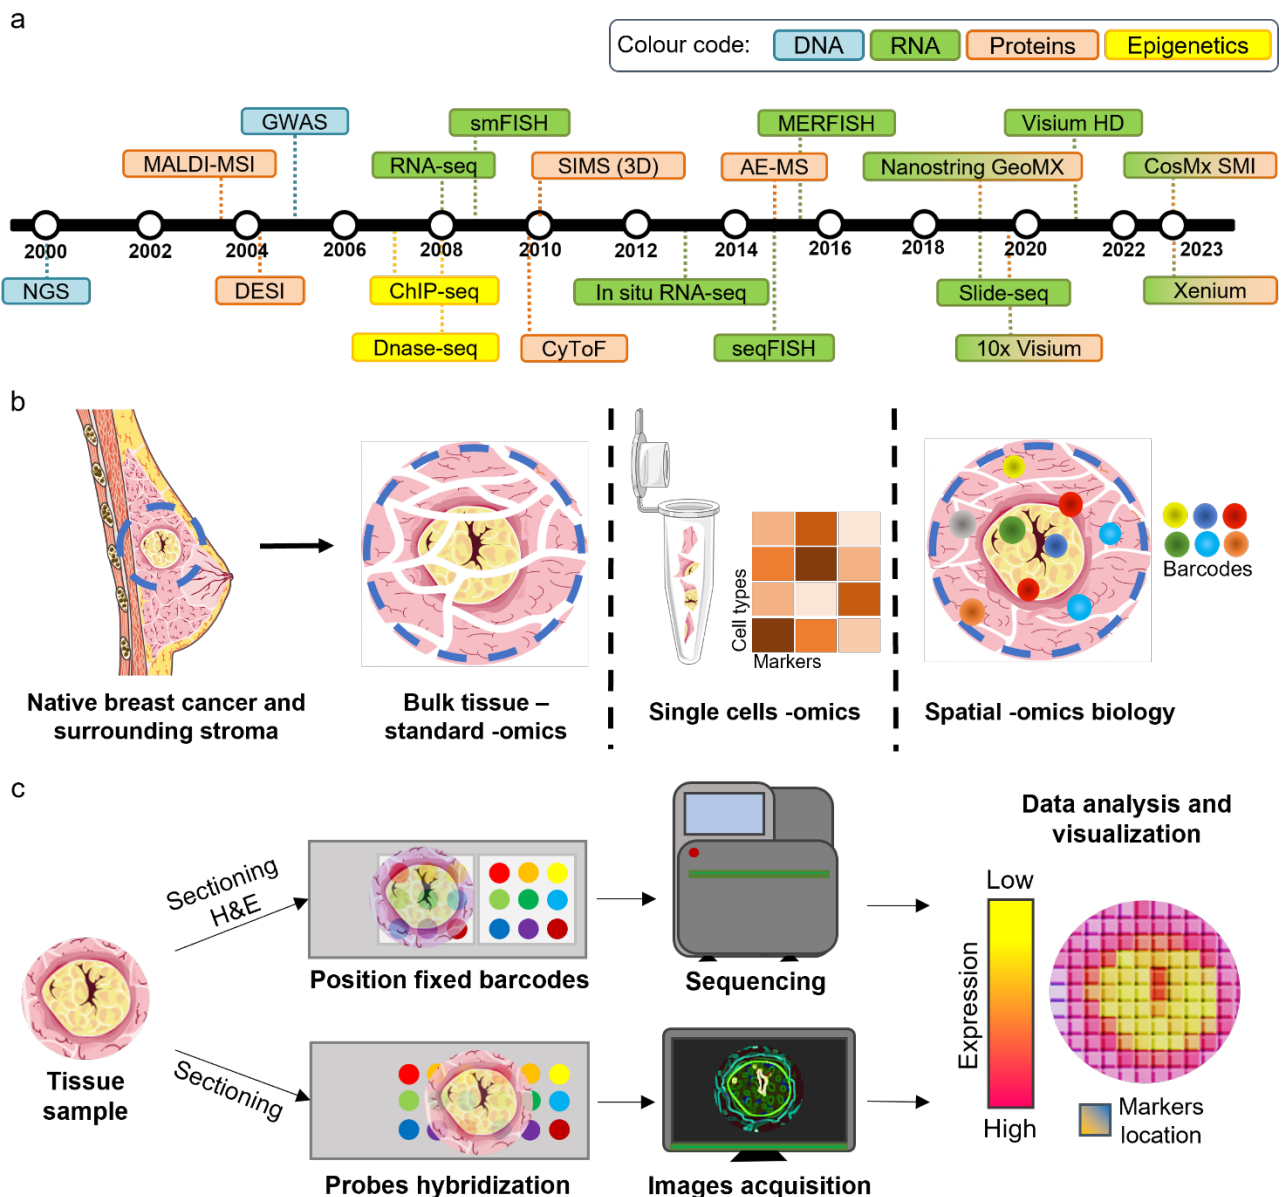 a
Colour code: DNA RNA Proteins Epigenetics
GWAS smFISH MERFISH Visium HD
MALDI-MSI RNA-seq SIMS (3D) AE-MS Nanostring GeoMX CosMx SMI
2000 2002 2004 2006 2008 2010 2012 2014 2016 2018 2020 2022 2023
NGS DESI ChIP-seq In situ RNA-seq Slide-seq Xenium
Dnase-seq CyToF seqFISH 10x Visium
b
Native breast cancer and
surrounding stroma
Bulk tissue –
standard -omics
Cell types
Markers
Single cells -omics
Barcodes
Spatial -omics biology
c
Tissue
sample
Sectioning
H&E
Position fixed barcodes
Sequencing
Sectioning
Probes hybridization
Images acquisition
Data analysis and
visualization
Low
Expression
High
Markers
location